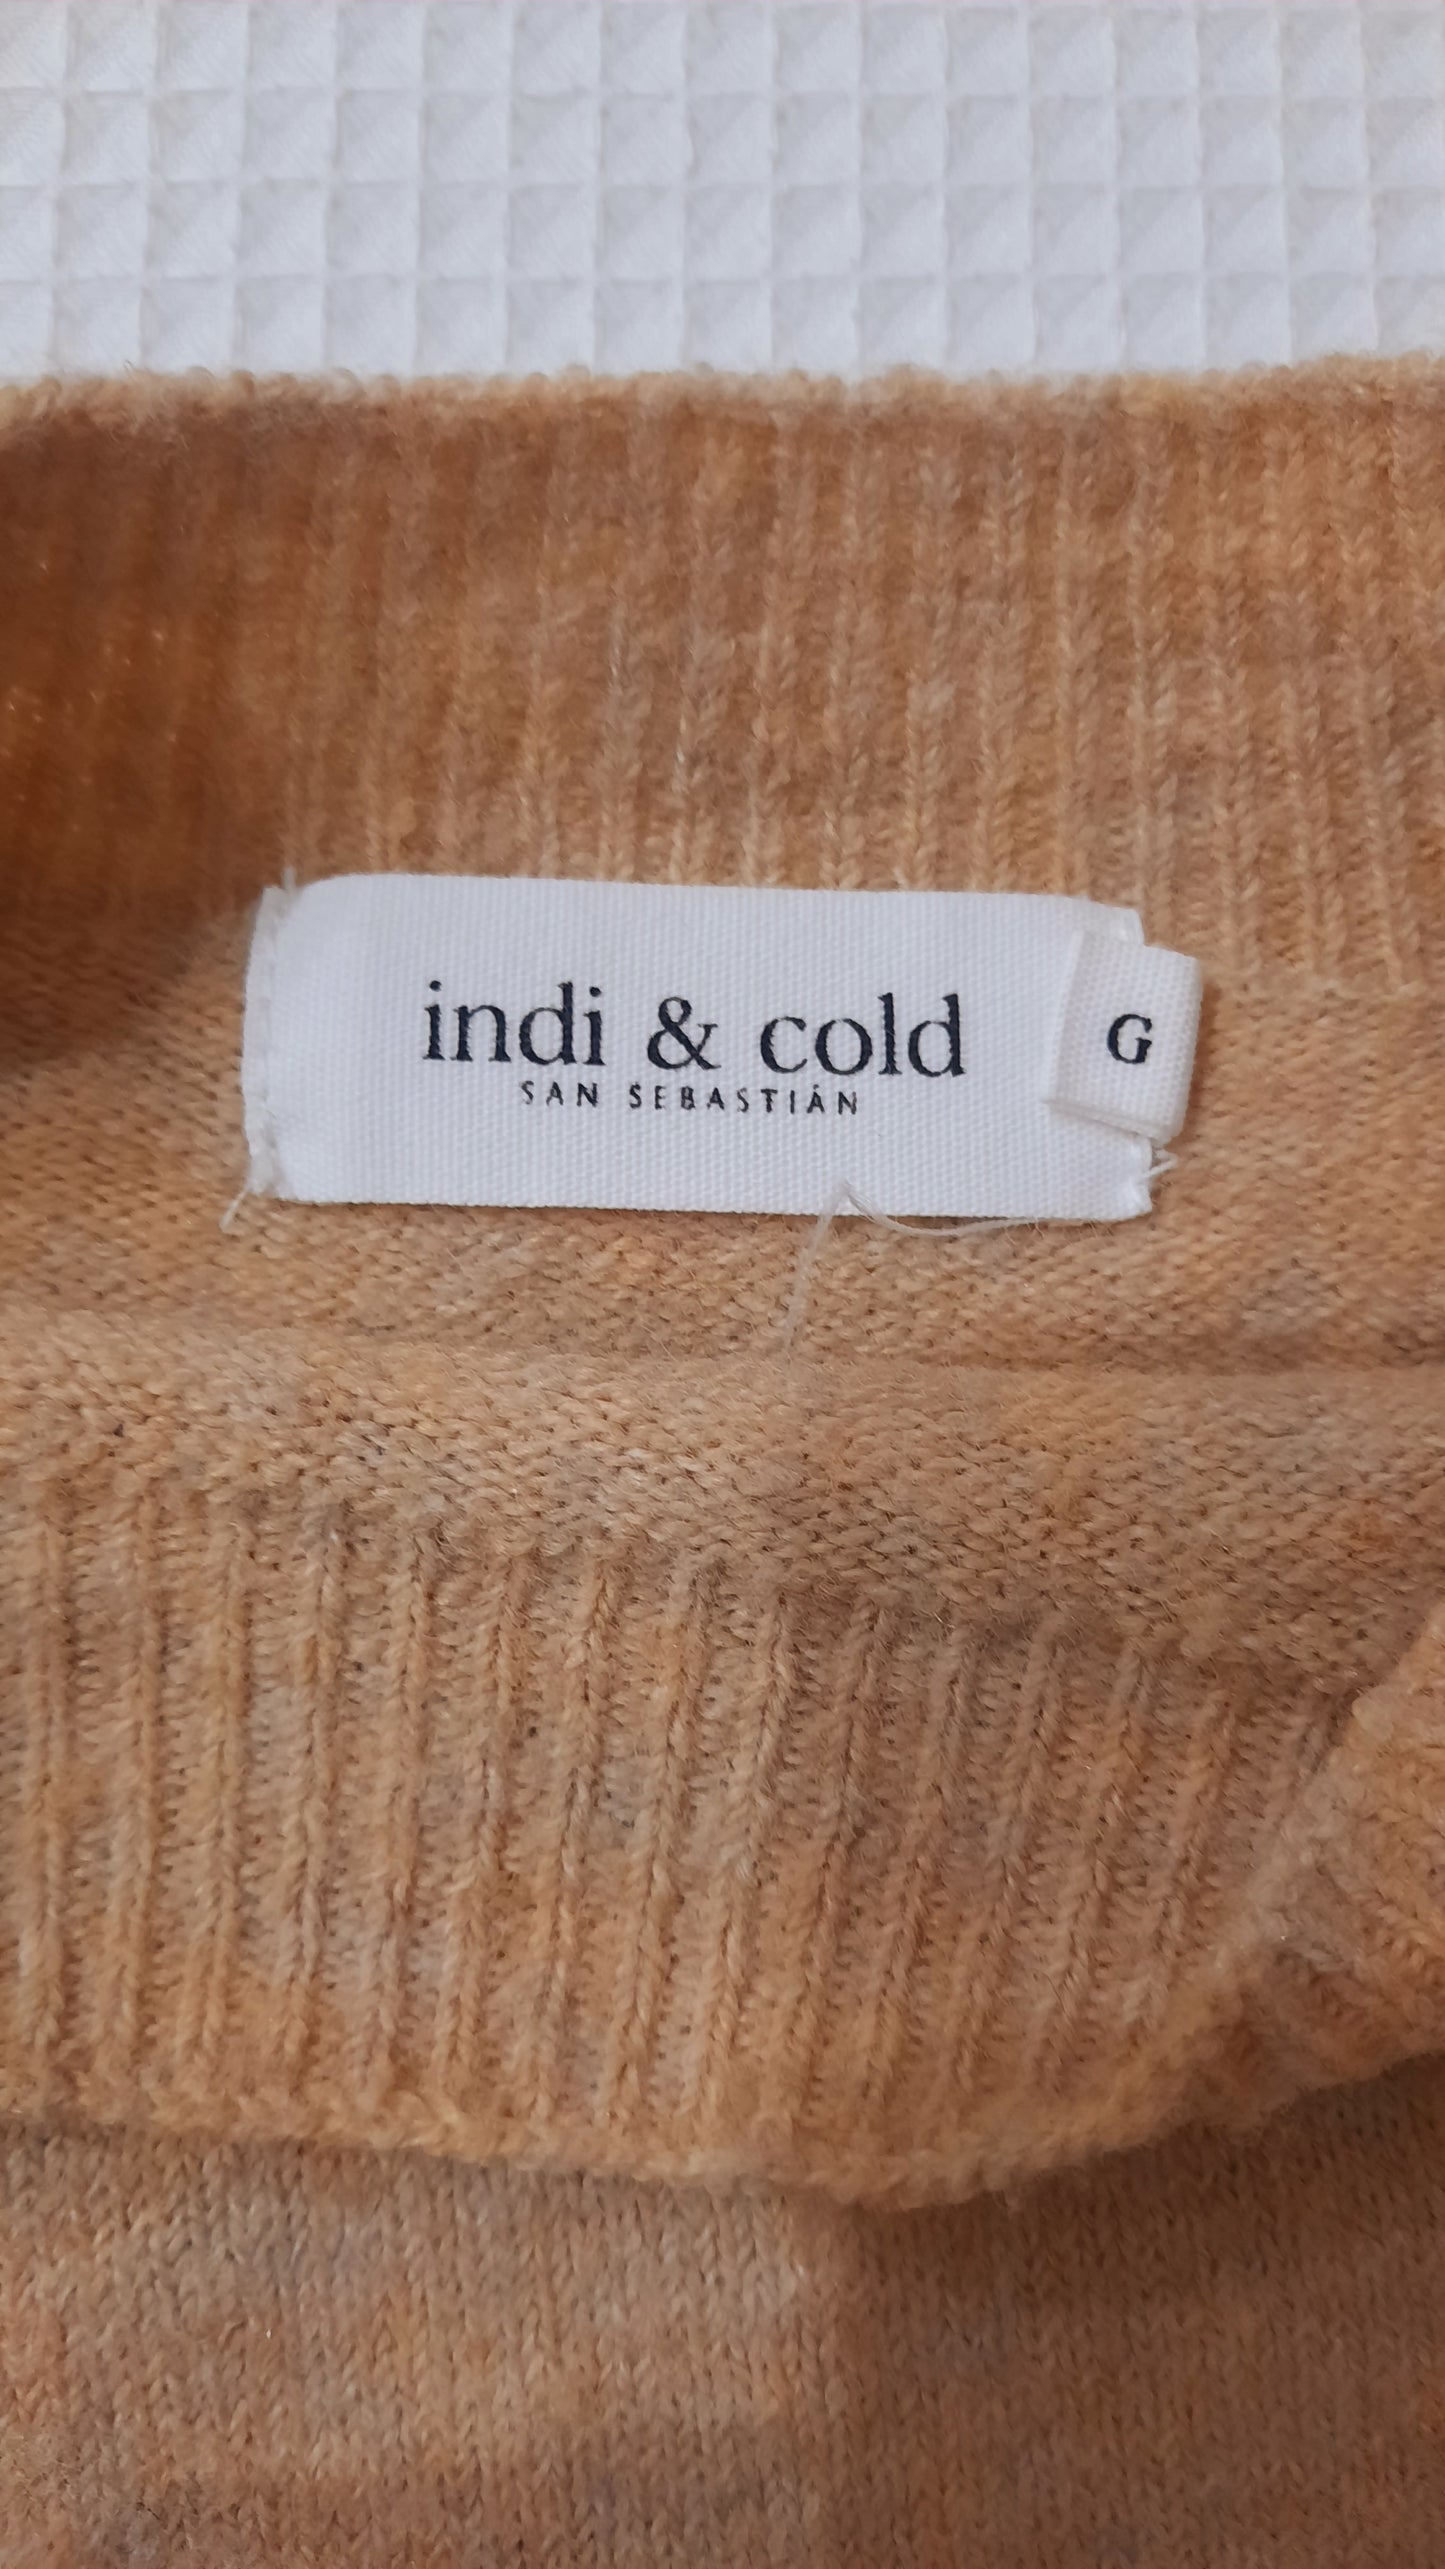 indi & cold
SAN SEBASTIÁN
G